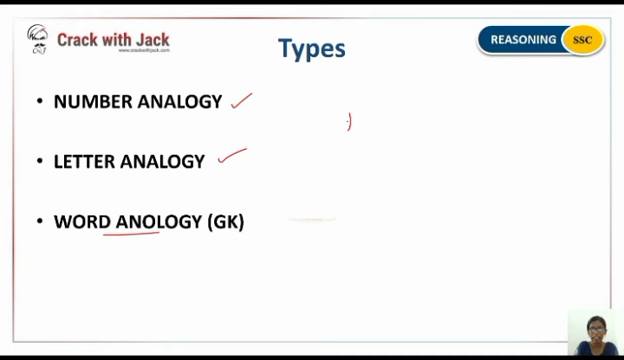 Crack with Jack
www.crackwithjack.com
Types
REASONING SSC
• NUMBER ANALOGY
• LETTER ANALOGY
• WORD ANOLOGY (GK)